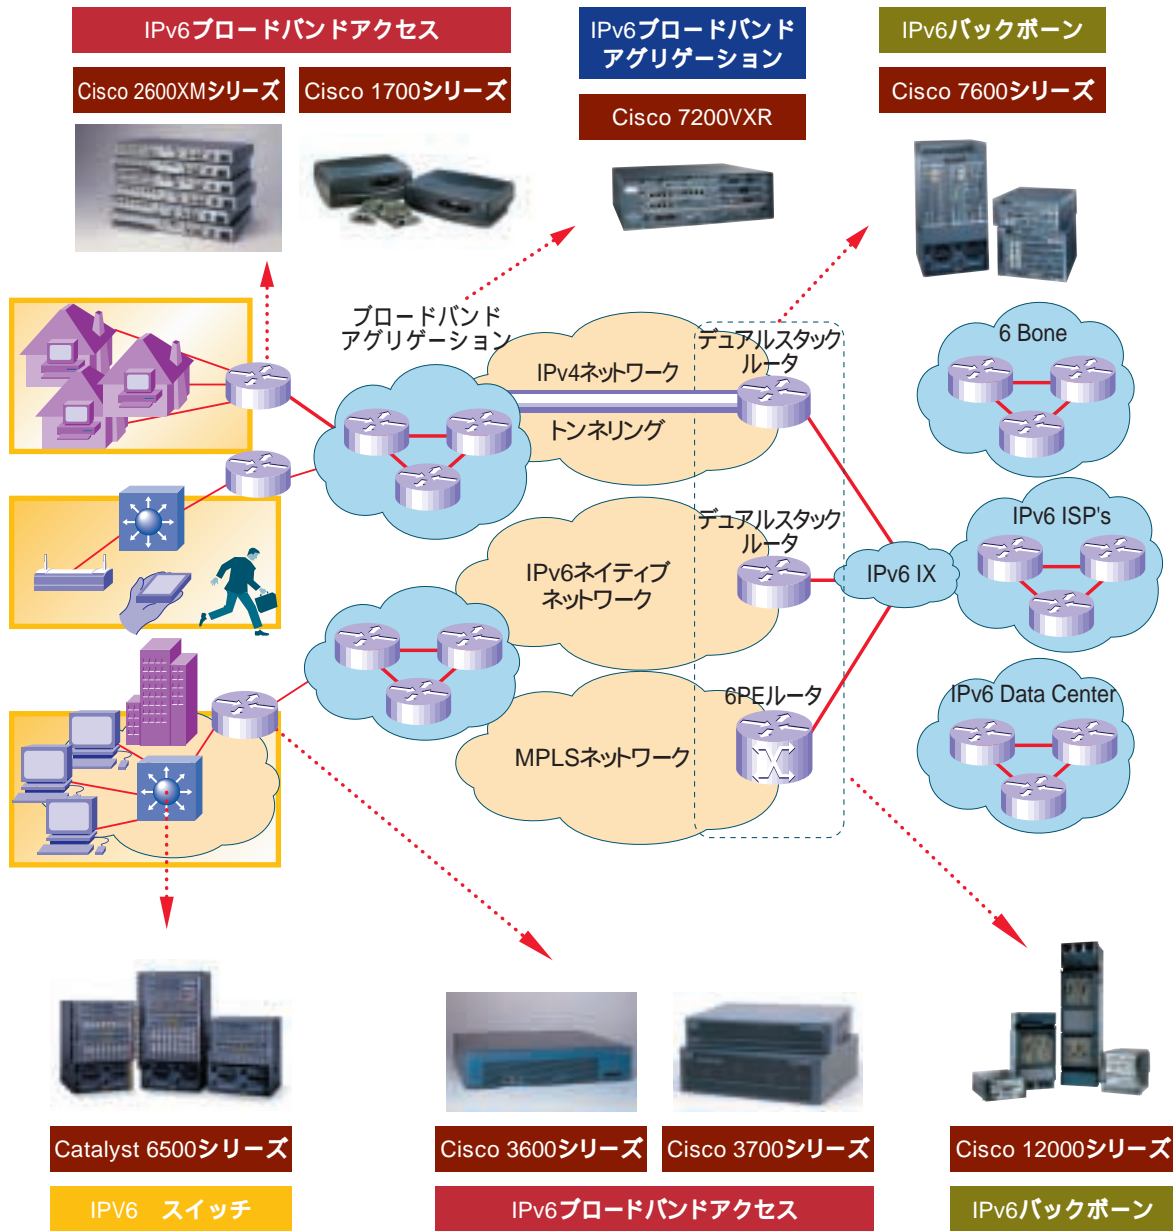 IPv6ブロードバンドアクセス
IPv6ブロードバンド
アグリゲーション
IPv6バックボーン
Cisco 2600XMシリーズ
Cisco 1700シリーズ
Cisco 7200VXR
Cisco 7600シリーズ
ブロードバンド
アグリゲーション
IPv4ネットワーク
トンネリング
デュアルスタック
ルータ
6 Bone
IPv6ネイティブ
ネットワーク
デュアルスタック
ルータ
IPv6 IX
IPv6 ISP's
MPLSネットワーク
6PEルータ
IPv6 Data Center
Catalyst 6500シリーズ
Cisco 3600シリーズ
Cisco 3700シリーズ
Cisco 12000シリーズ
IPV6　スイッチ
IPv6ブロードバンドアクセス
IPv6バックボーン